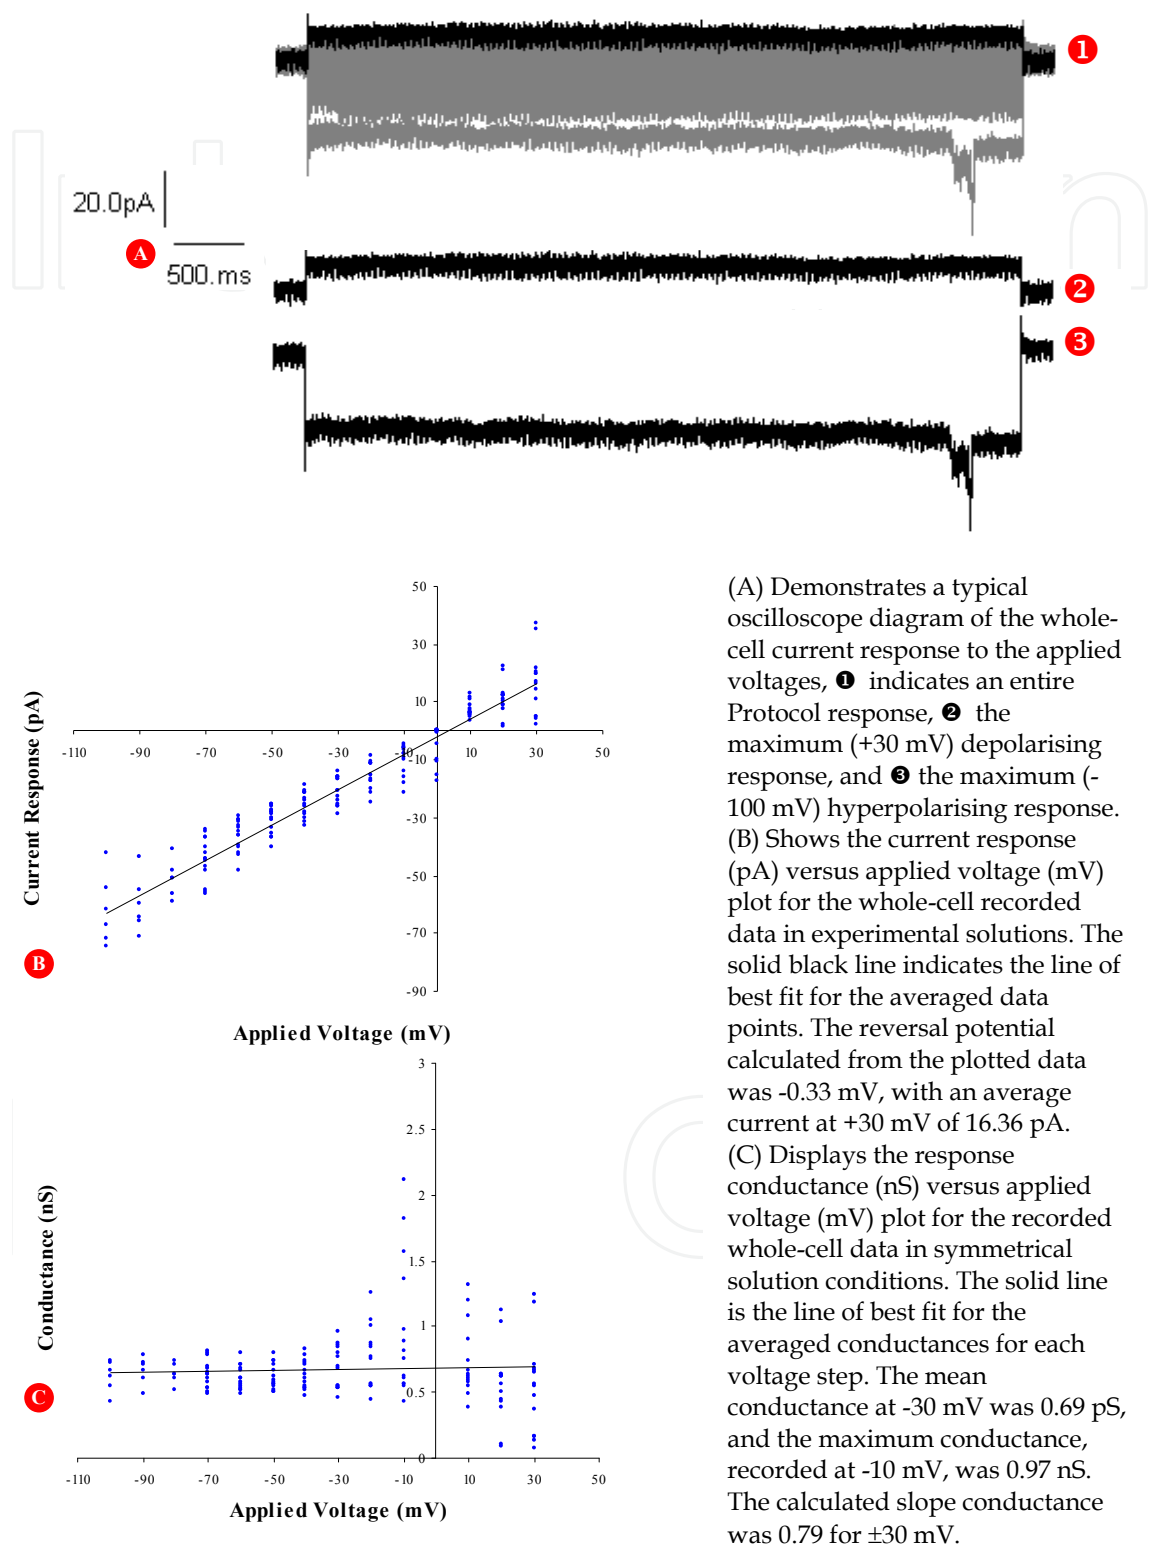 ❶
20.0pA
A
500.ms
❷
❸
50
30
10
-110 -90 -70 -50 -30 -10 10 30 50
-10
-30
-50
-70
-90
Current Response (pA)
B
Applied Voltage (mV)
3
2.5
2
1.5
1
0.5
0
-110 -90 -70 -50 -30 -10 10 30 50
Conductance (nS)
C
Applied Voltage (mV)
(A) Demonstrates a typical
oscilloscope diagram of the whole-
cell current response to the applied
voltages, ❶ indicates an entire
Protocol response, ❷ the
maximum (+30 mV) depolarising
response, and ❸ the maximum (-
100 mV) hyperpolarising response.
(B) Shows the current response
(pA) versus applied voltage (mV)
plot for the whole-cell recorded
data in experimental solutions. The
solid black line indicates the line of
best fit for the averaged data
points. The reversal potential
calculated from the plotted data
was -0.33 mV, with an average
current at +30 mV of 16.36 pA.
(C) Displays the response
conductance (nS) versus applied
voltage (mV) plot for the recorded
whole-cell data in symmetrical
solution conditions. The solid line
is the line of best fit for the
averaged conductances for each
voltage step. The mean
conductance at -30 mV was 0.69 pS,
and the maximum conductance,
recorded at -10 mV, was 0.97 nS.
The calculated slope conductance
was 0.79 for ±30 mV.